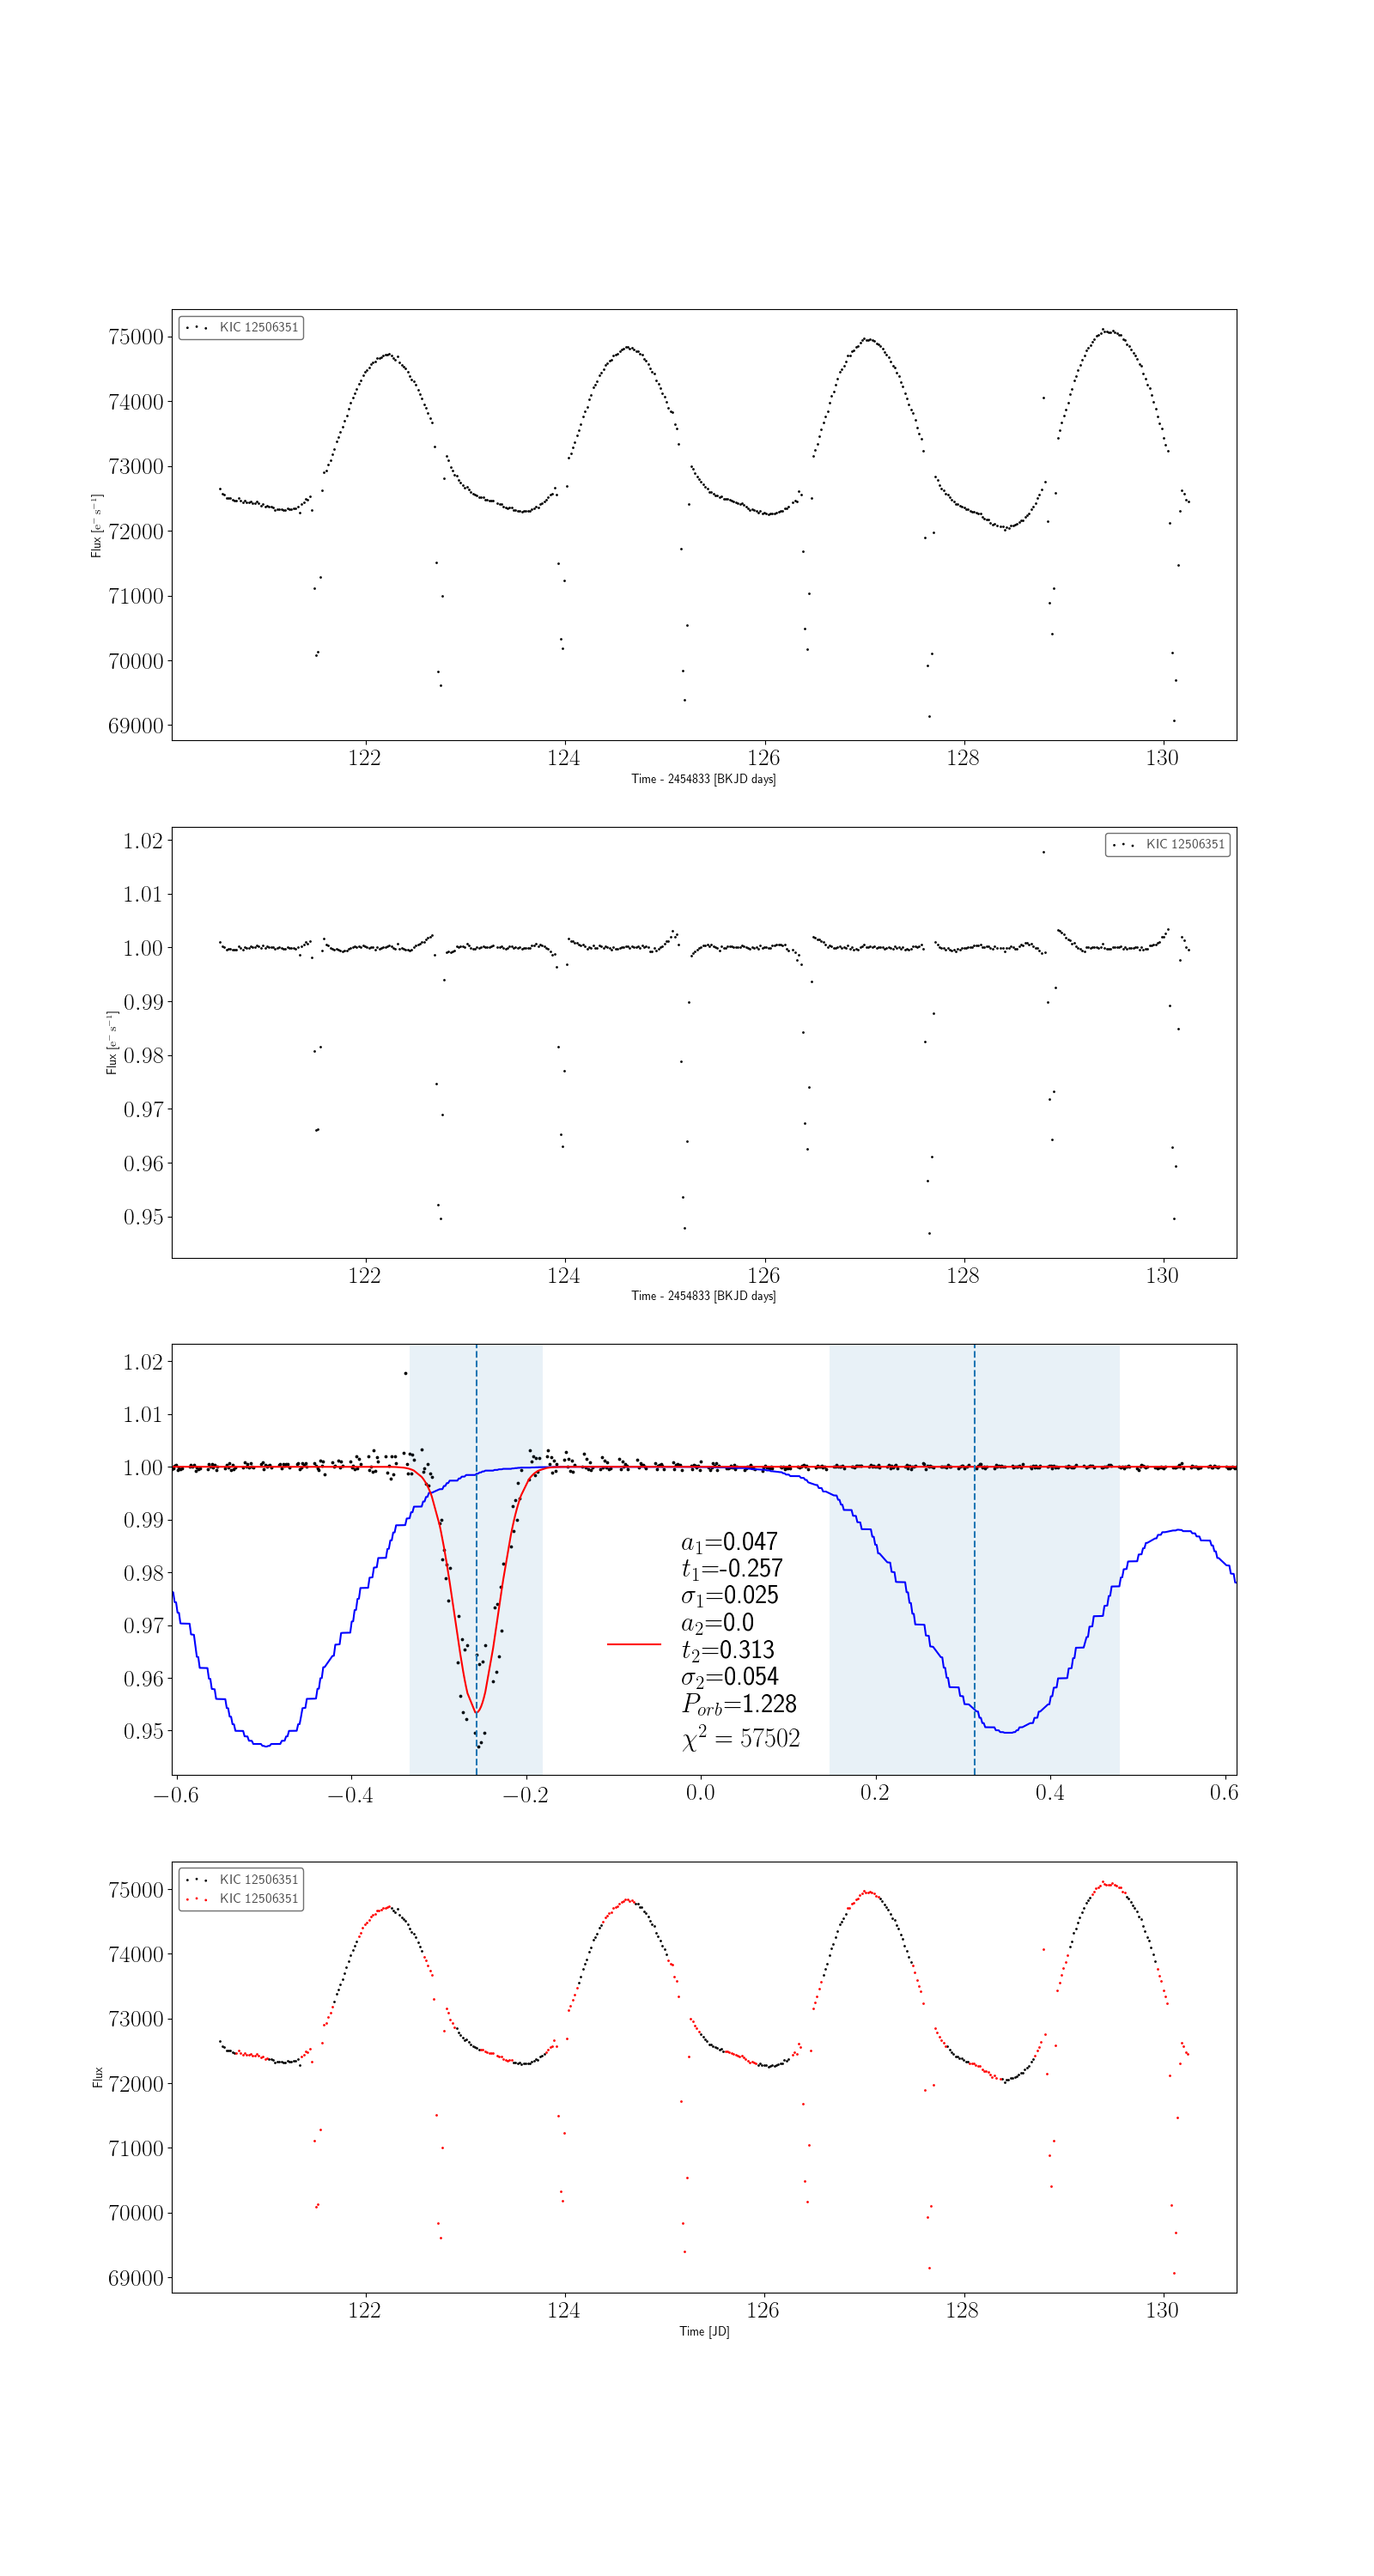 KIC 12506351
75000
74000
73000
72000
71000
70000
69000
Flux [e⁻ s⁻¹]
122 124 126 128 130
Time - 2454833 [BKJD days]
KIC 12506351
1.02
1.01
1.00
0.99
0.98
0.97
0.96
0.95
Flux [e⁻ s⁻¹]
122 124 126 128 130
Time - 2454833 [BKJD days]
1.02
1.01
1.00
0.99
0.98
0.97
0.96
0.95
a₁=0.047
t₁=-0.257
σ₁=0.025
a₂=0.0
t₂=0.313
σ₂=0.054
P_orb=1.228
χ² = 57502
−0.6 −0.4 −0.2 0.0 0.2 0.4 0.6
KIC 12506351
KIC 12506351
75000
74000
73000
72000
71000
70000
69000
Flux
122 124 126 128 130
Time [JD]